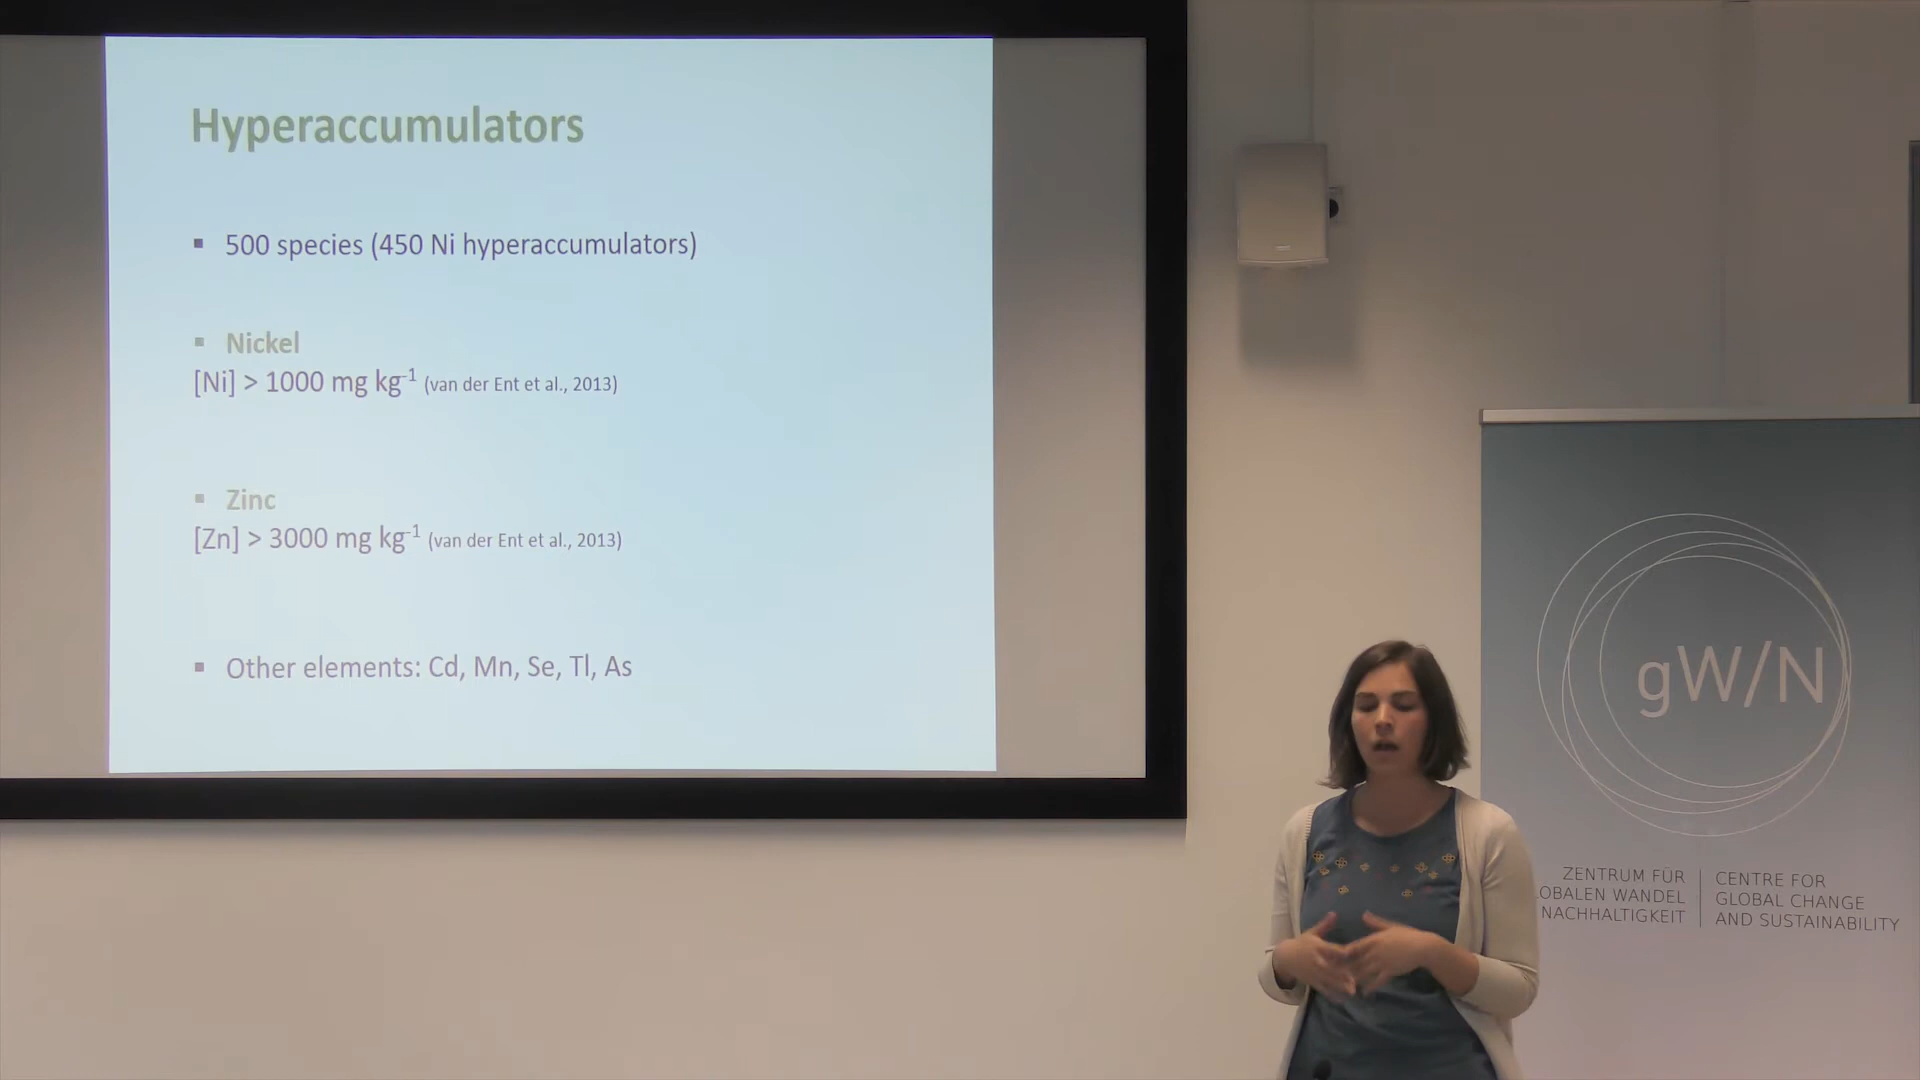 Hyperaccumulators
▪ 500 species (450 Ni hyperaccumulators)
▪ Nickel
[Ni] > 1000 mg kg⁻¹ (van der Ent et al., 2013)
▪ Zinc
[Zn] > 3000 mg kg⁻¹ (van der Ent et al., 2013)
▪ Other elements: Cd, Mn, Se, Tl, As
gW/N
ZENTRUM FÜR
OBALEN WANDEL
NACHHALTIGKEIT
CENTRE FOR
GLOBAL CHANGE
AND SUSTAINABILITY